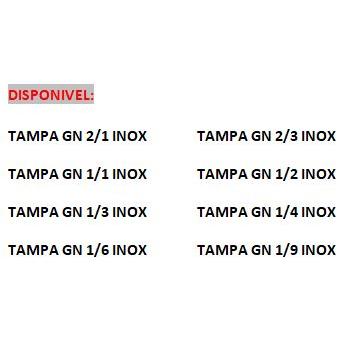 DISPONIVEL:
TAMPA GN 2/1 INOX TAMPA GN 2/3 INOX
TAMPA GN 1/1 INOX TAMPA GN 1/2 INOX
TAMPA GN 1/3 INOX TAMPA GN 1/4 INOX
TAMPA GN 1/6 INOX TAMPA GN 1/9 INOX